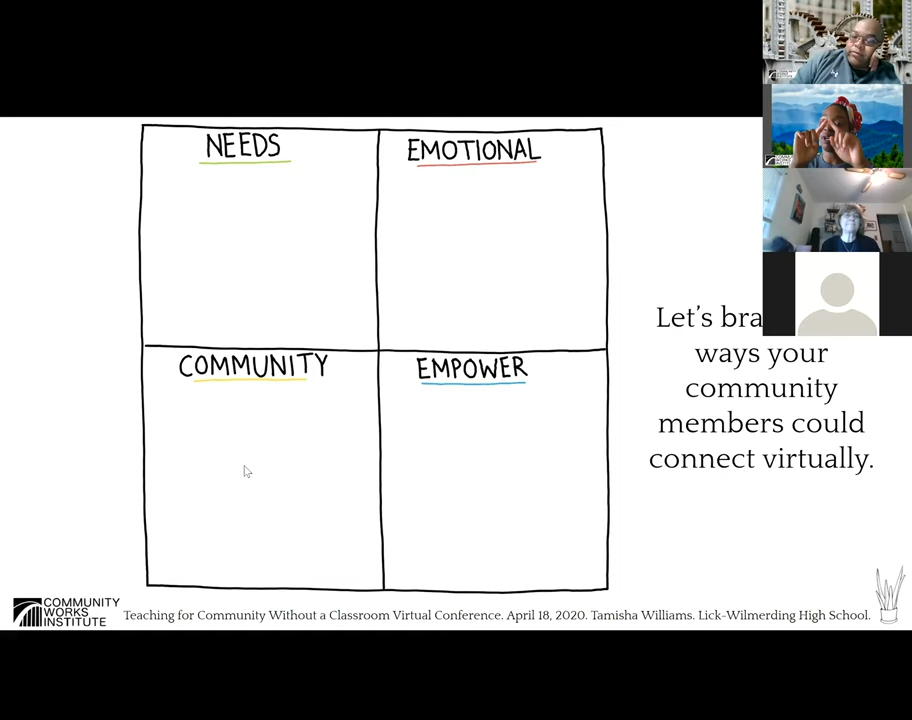 NEEDS
EMOTIONAL
COMMUNITY
EMPOWER
Let's bra
ways your
community
members could
connect virtually.
COMMUNITY
WORKS
INSTITUTE
Teaching for Community Without a Classroom Virtual Conference. April 18, 2020. Tamisha Williams. Lick-Wilmerding High School.